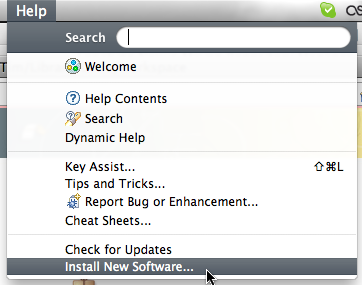 Help
Search
Welcome
Help Contents
Search
Dynamic Help
Key Assist... ⇧⌘L
Tips and Tricks...
Report Bug or Enhancement...
Cheat Sheets...
Check for Updates
Install New Software...